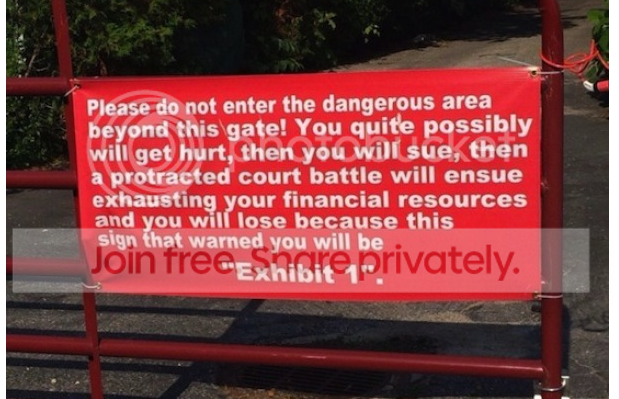 Please do not enter the dangerous area
beyond this gate! You quite possibly
will get hurt, then you will sue, then
a protracted court battle will ensue
exhausting your financial resources
and you will lose because this
sign that warned you will be
"Exhibit 1".
photobucket
Join free. Share privately.